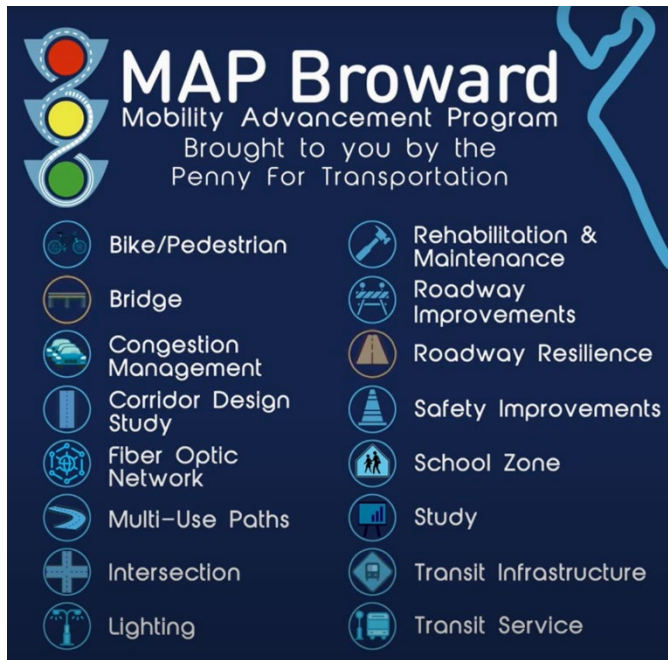 MAP Broward
Mobility Advancement Program
Brought to you by the
Penny For Transportation
Bike/Pedestrian
Bridge
Congestion
Management
Corridor Design
Study
Fiber Optic
Network
Multi-Use Paths
Intersection
Lighting
Rehabilitation &
Maintenance
Roadway
Improvements
Roadway Resilience
Safety Improvements
School Zone
Study
Transit Infrastructure
Transit Service